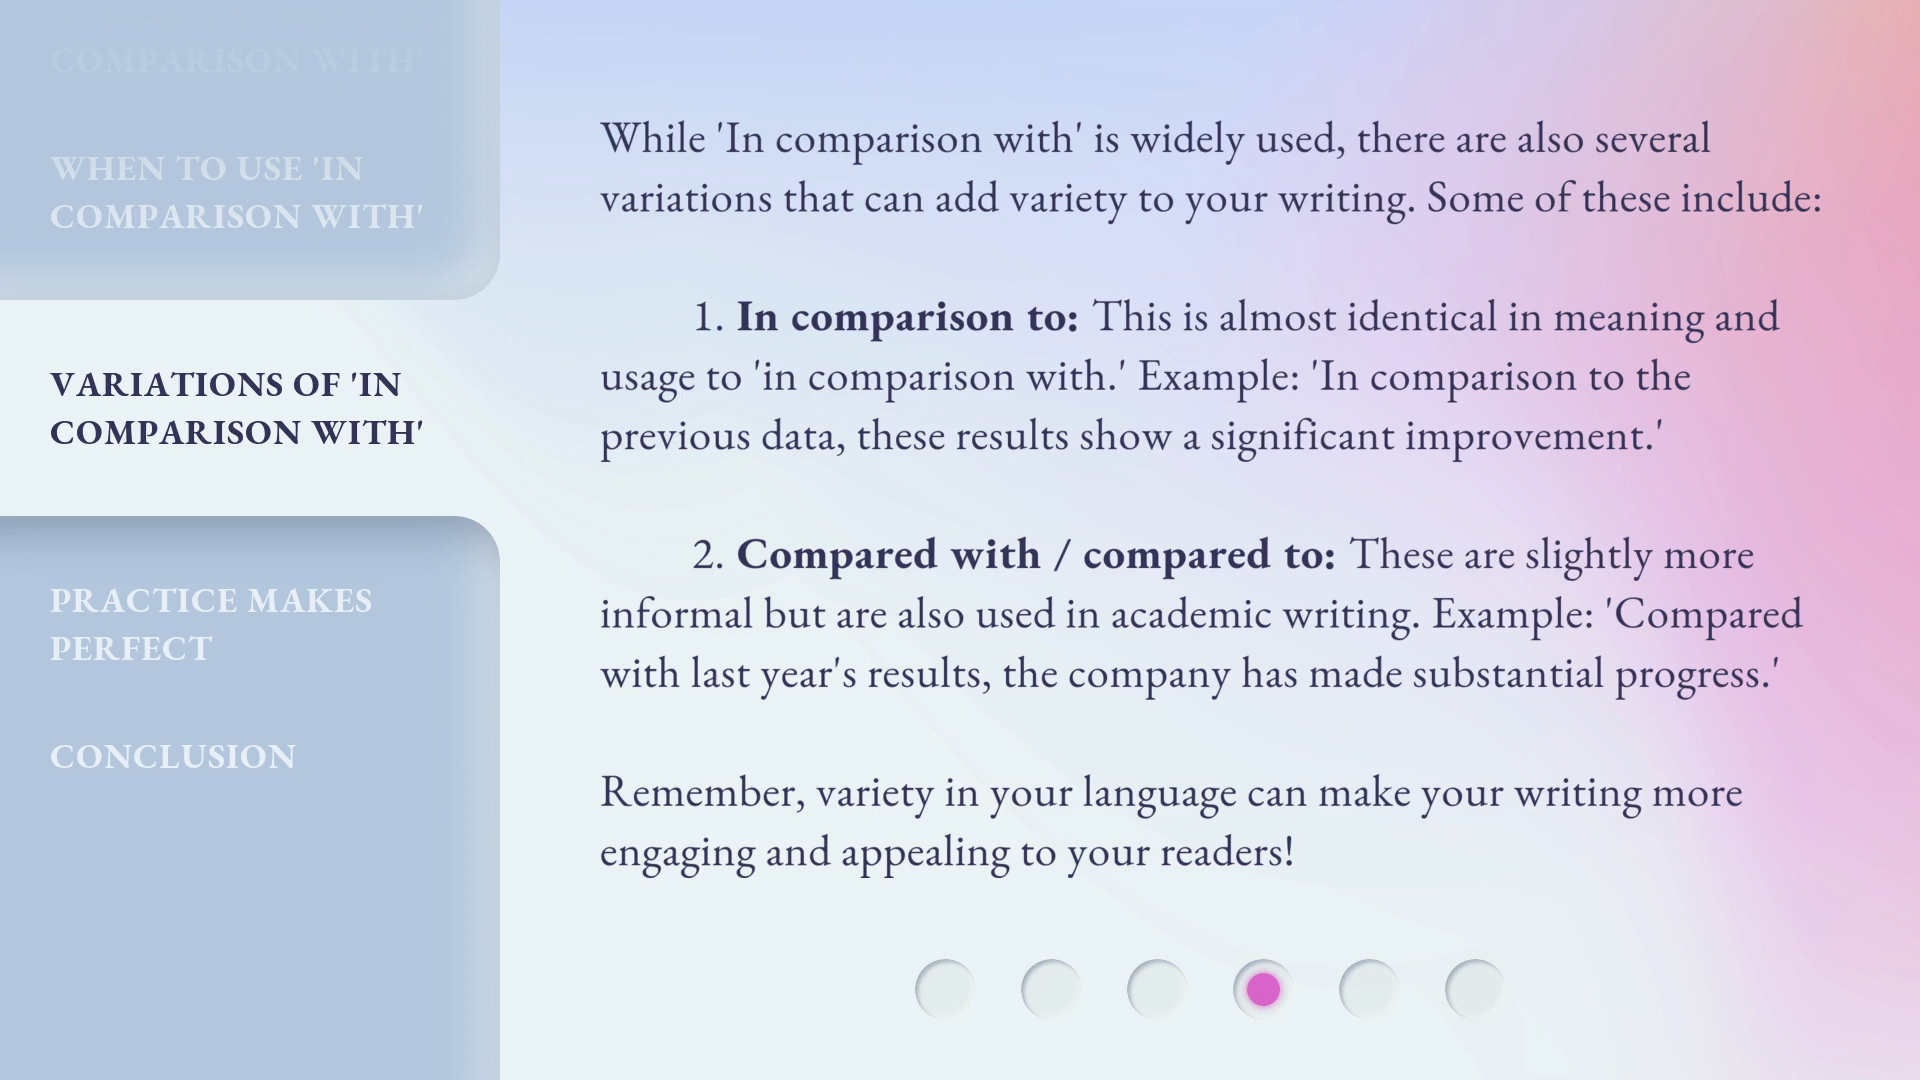 COMPARISON WITH'
WHEN TO USE 'IN
COMPARISON WITH'
VARIATIONS OF 'IN
COMPARISON WITH'
PRACTICE MAKES
PERFECT
CONCLUSION
While 'In comparison with' is widely used, there are also several
variations that can add variety to your writing. Some of these include:
1. In comparison to: This is almost identical in meaning and
usage to 'in comparison with.' Example: 'In comparison to the
previous data, these results show a significant improvement.'
2. Compared with / compared to: These are slightly more
informal but are also used in academic writing. Example: 'Compared
with last year's results, the company has made substantial progress.'
Remember, variety in your language can make your writing more
engaging and appealing to your readers!